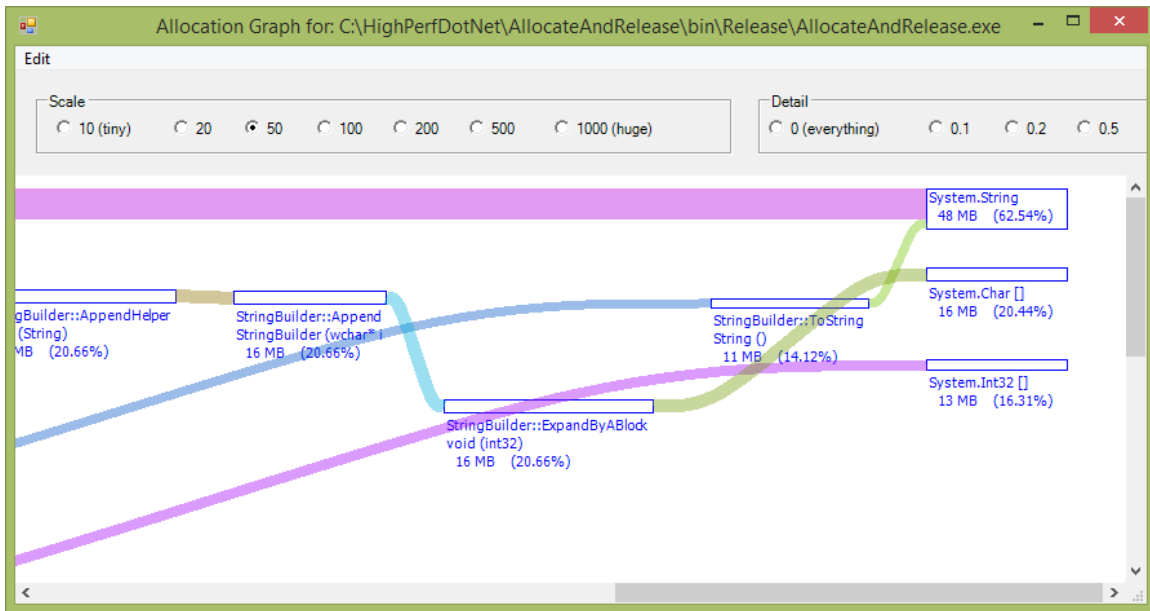 Allocation Graph for: C:\HighPerfDotNet\AllocateAndRelease\bin\Release\AllocateAndRelease.exe
Edit
Scale
10 (tiny) 20 50 100 200 500 1000 (huge)
Detail
0 (everything) 0.1 0.2 0.5
System.String
48 MB (62.54%)
gBuilder::AppendHelper
(String)
MB (20.66%)
StringBuilder::Append
StringBuilder (wchar* i
16 MB (20.66%)
StringBuilder::ExpandByABlock
void (int32)
16 MB (20.66%)
StringBuilder::ToString
String ()
11 MB (14.12%)
System.Char []
16 MB (20.44%)
System.Int32 []
13 MB (16.31%)